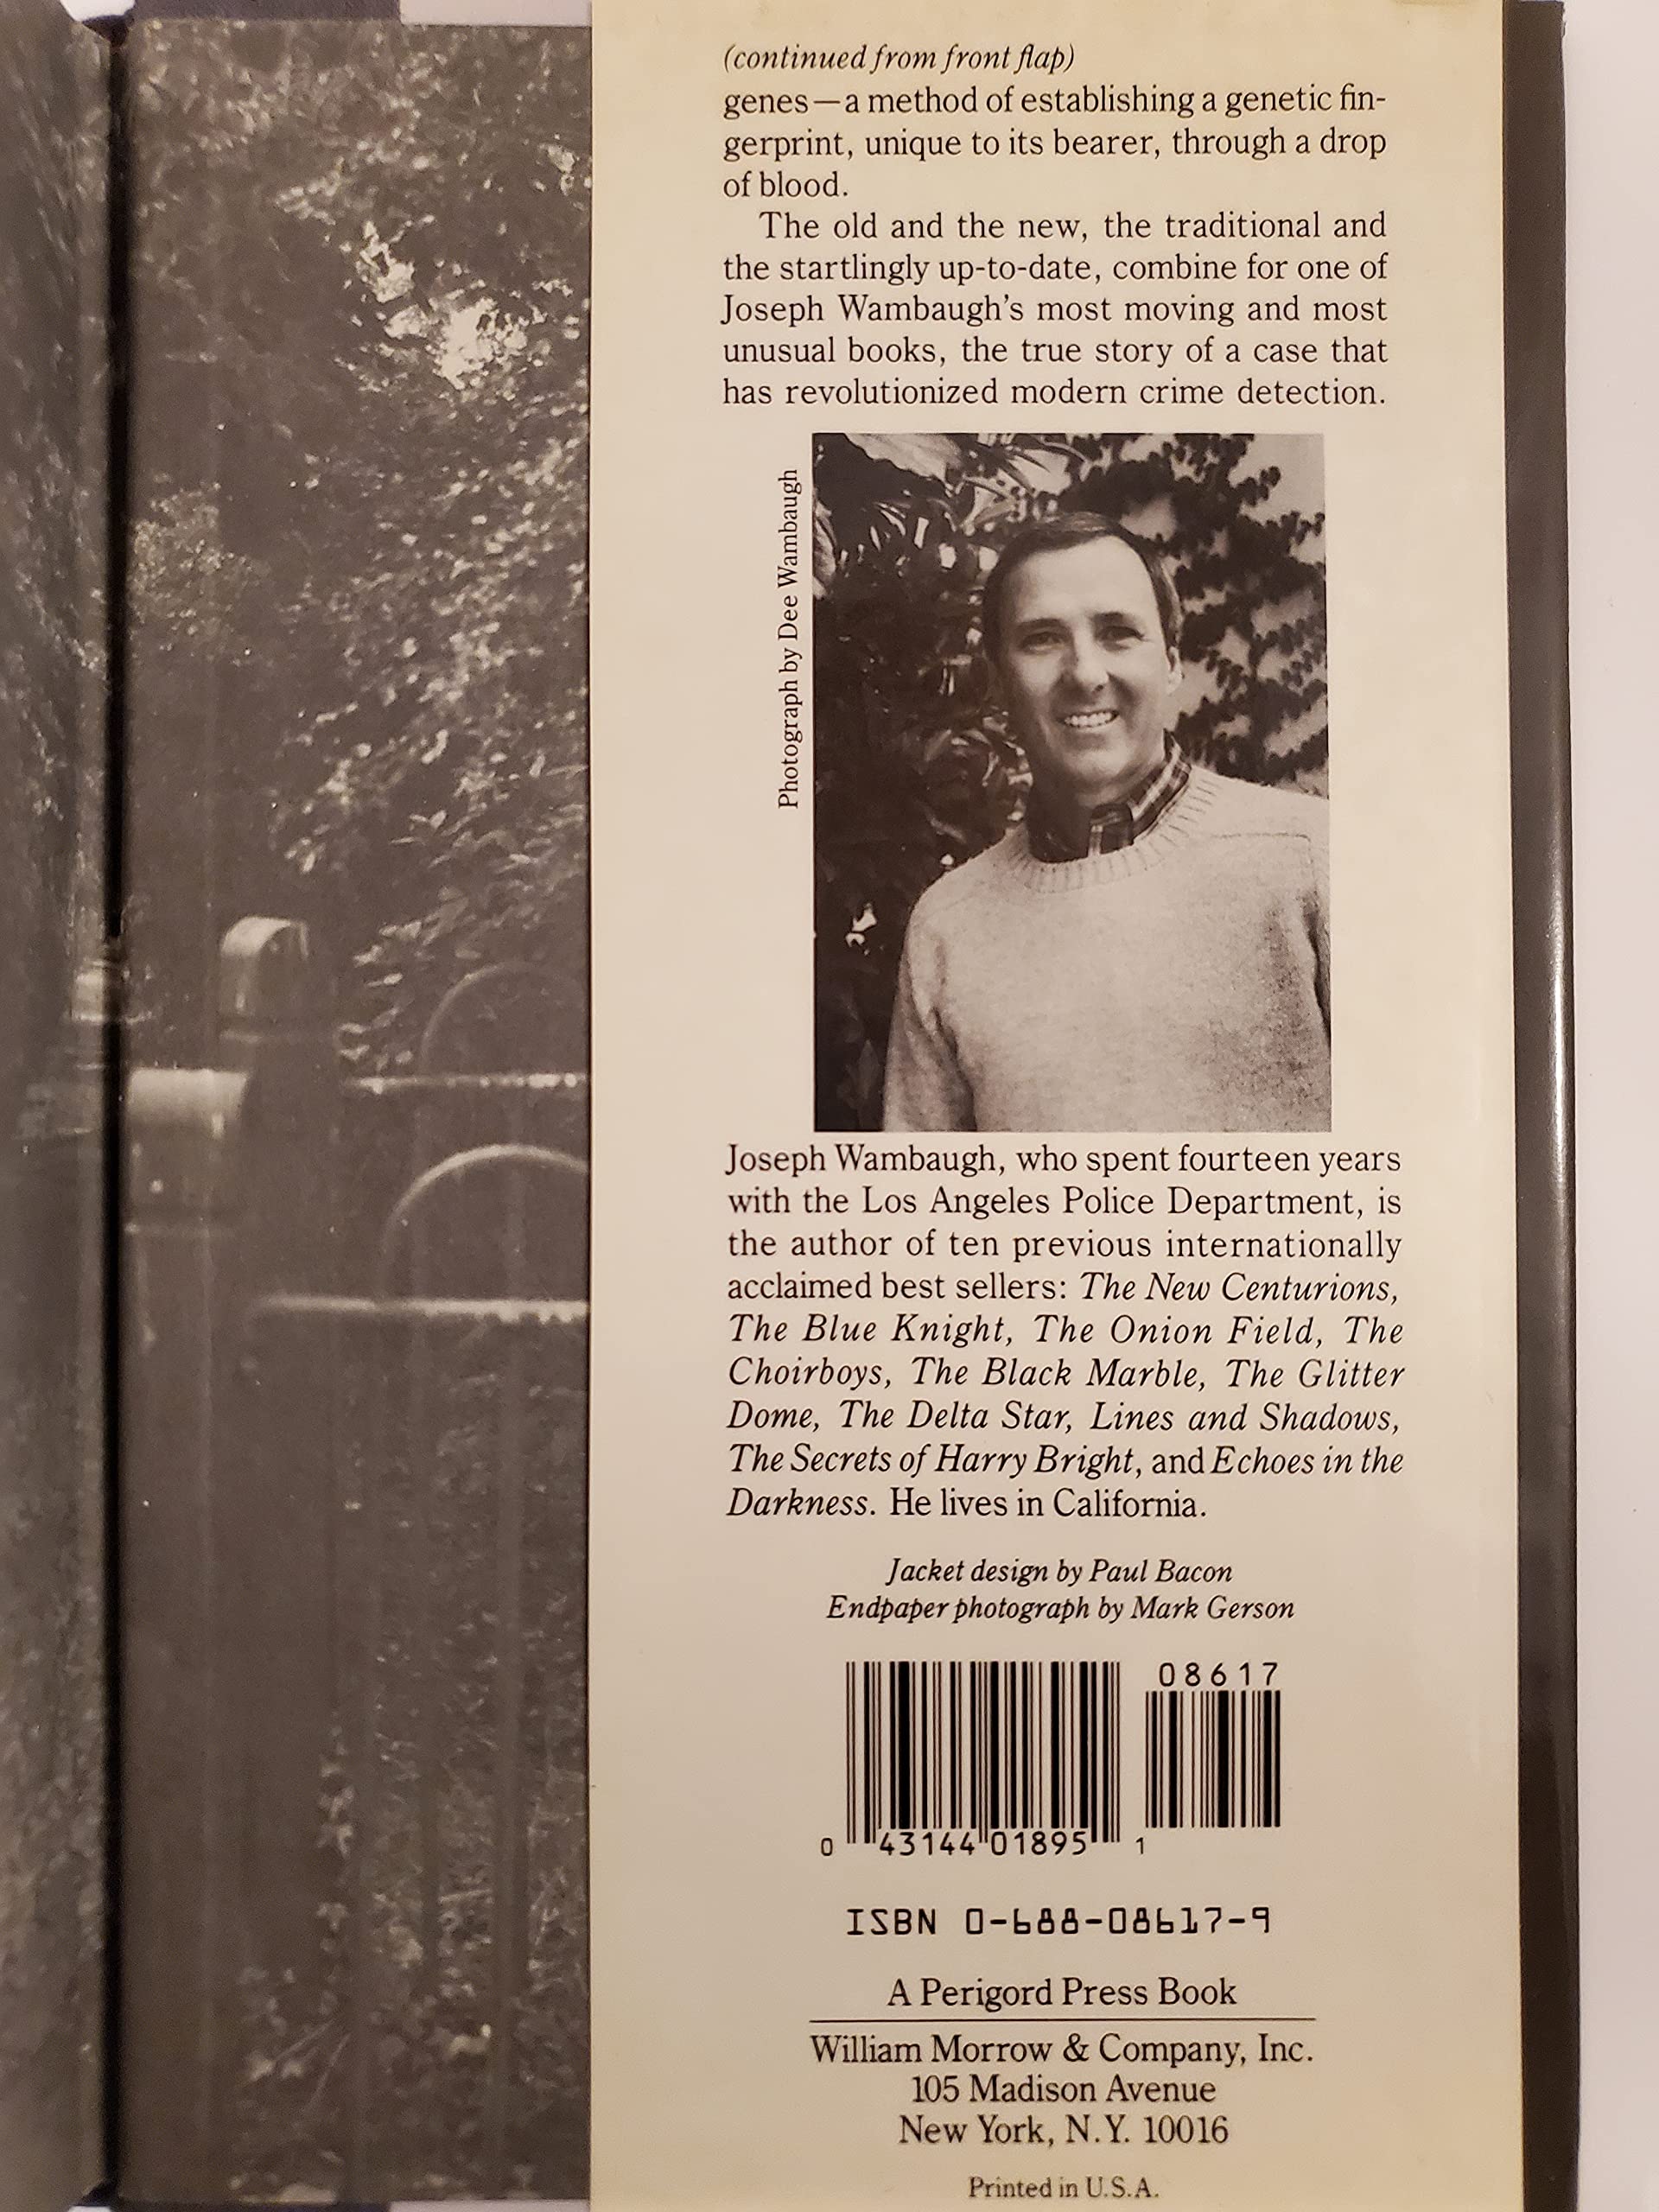 (continued from front flap)
genes—a method of establishing a genetic fin-
gerprint, unique to its bearer, through a drop
of blood.
The old and the new, the traditional and
the startlingly up-to-date, combine for one of
Joseph Wambaugh's most moving and most
unusual books, the true story of a case that
has revolutionized modern crime detection.
Photograph by Dee Wambaugh
Joseph Wambaugh, who spent fourteen years
with the Los Angeles Police Department, is
the author of ten previous internationally
acclaimed best sellers: The New Centurions,
The Blue Knight, The Onion Field, The
Choirboys, The Black Marble, The Glitter
Dome, The Delta Star, Lines and Shadows,
The Secrets of Harry Bright, and Echoes in the
Darkness. He lives in California.
Jacket design by Paul Bacon
Endpaper photograph by Mark Gerson
08617
0 43144 01895 1
ISBN 0-688-08617-9
A Perigord Press Book
William Morrow & Company, Inc.
105 Madison Avenue
New York, N.Y. 10016
Printed in U.S.A.